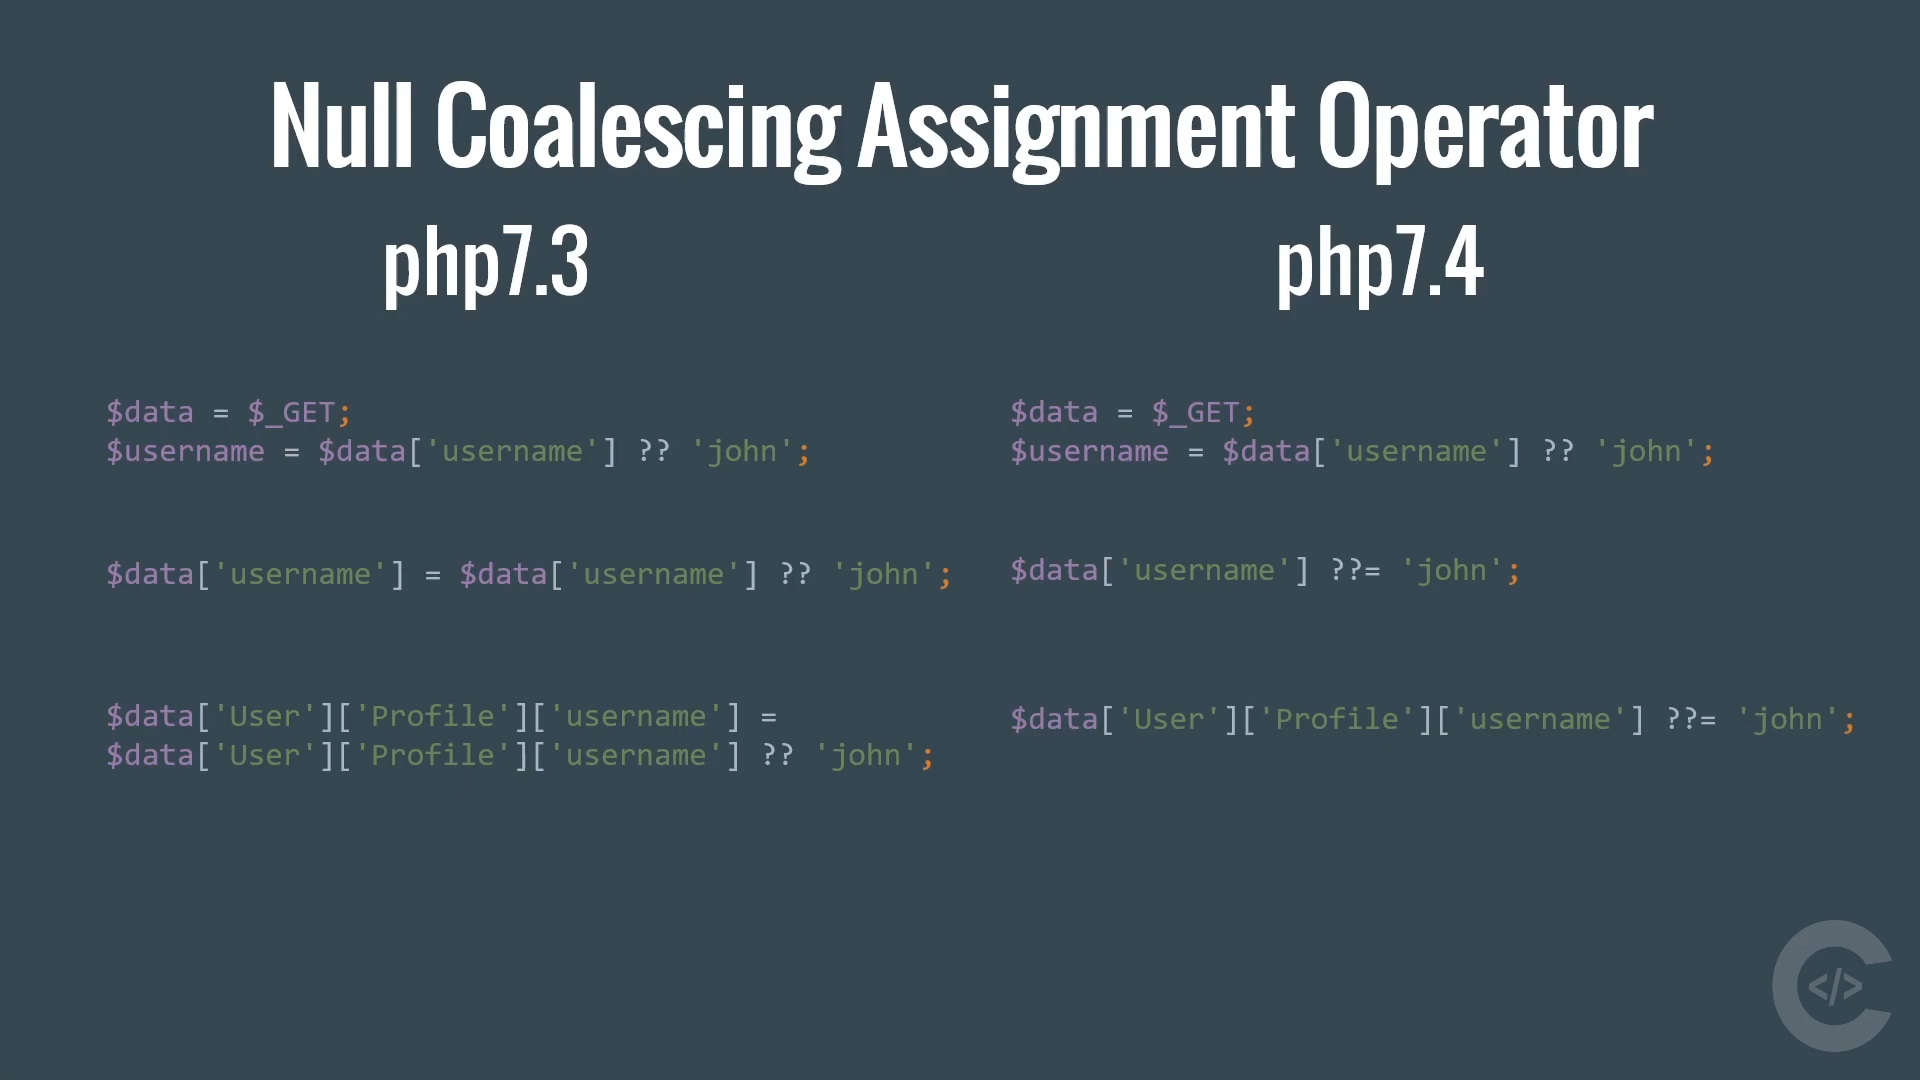 Null Coalescing Assignment Operator
php7.3
$data = $_GET;
$username = $data['username'] ?? 'john';
$data['username'] = $data['username'] ?? 'john';
$data['User']['Profile']['username'] =
$data['User']['Profile']['username'] ?? 'john';
php7.4
$data = $_GET;
$username = $data['username'] ?? 'john';
$data['username'] ??= 'john';
$data['User']['Profile']['username'] ??= 'john';
C
</>